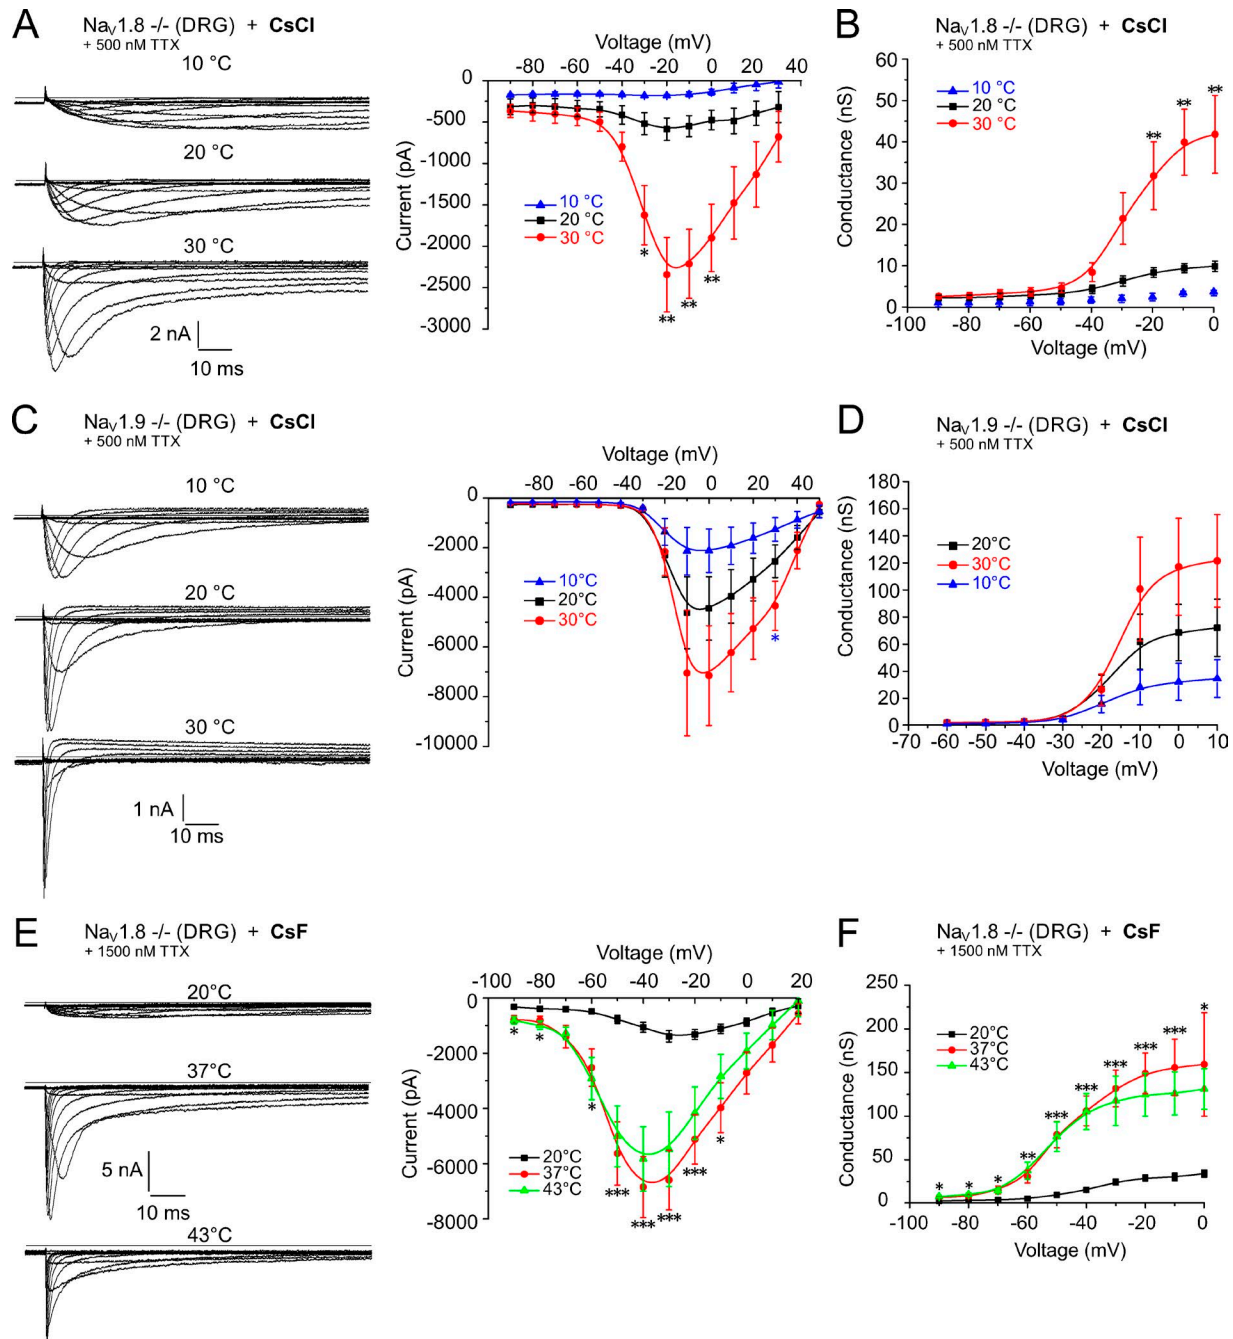 A
Na_V1.8 -/- (DRG) + CsCl
+ 500 nM TTX
10 °C
20 °C
30 °C
2 nA
10 ms
Voltage (mV)
-80 -60 -40 -20 0 20 40
0
-500
-1000
-1500
-2000
-2500
-3000
Current (pA)
10 °C
20 °C
30 °C
*
** ** **
B
Na_V1.8 -/- (DRG) + CsCl
+ 500 nM TTX
60
50
40
30
20
10
0
Conductance (nS)
10 °C
20 °C
30 °C
** ** **
-100 -80 -60 -40 -20 0
Voltage (mV)
C
Na_V1.9 -/- (DRG) + CsCl
+ 500 nM TTX
10 °C
20 °C
30 °C
1 nA
10 ms
Voltage (mV)
-80 -60 -40 -20 0 20 40
0
-2000
-4000
-6000
-8000
-10000
Current (pA)
10°C
20°C
30°C
*
D
Na_V1.9 -/- (DRG) + CsCl
+ 500 nM TTX
180
160
140
120
100
80
60
40
20
0
Conductance (nS)
20°C
30°C
10°C
-70 -60 -50 -40 -30 -20 -10 0 10
Voltage (mV)
E
Na_V1.8 -/- (DRG) + CsF
+ 1500 nM TTX
20°C
37°C
5 nA
10 ms
43°C
Voltage (mV)
-100 -80 -60 -40 -20 0 20
0
-2000
-4000
-6000
-8000
Current (pA)
20°C
37°C
43°C
* * * *** *** *** *** *
F
Na_V1.8 -/- (DRG) + CsF
+ 1500 nM TTX
250
200
150
100
50
0
Conductance (nS)
20°C
37°C
43°C
* * * ** *** *** *** *** *** *
-100 -80 -60 -40 -20 0
Voltage (mV)